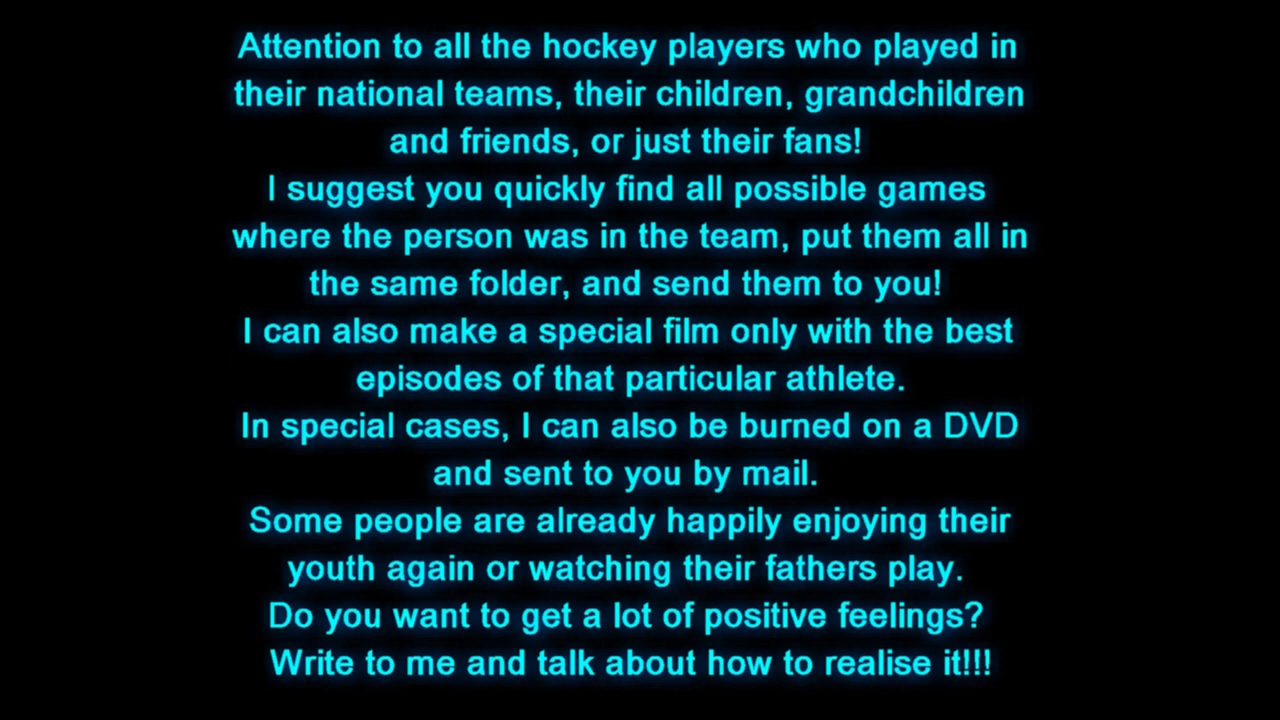 Attention to all the hockey players who played in
their national teams, their children, grandchildren
and friends, or just their fans!
I suggest you quickly find all possible games
where the person was in the team, put them all in
the same folder, and send them to you!
I can also make a special film only with the best
episodes of that particular athlete.
In special cases, I can also be burned on a DVD
and sent to you by mail.
Some people are already happily enjoying their
youth again or watching their fathers play.
Do you want to get a lot of positive feelings?
Write to me and talk about how to realise it!!!